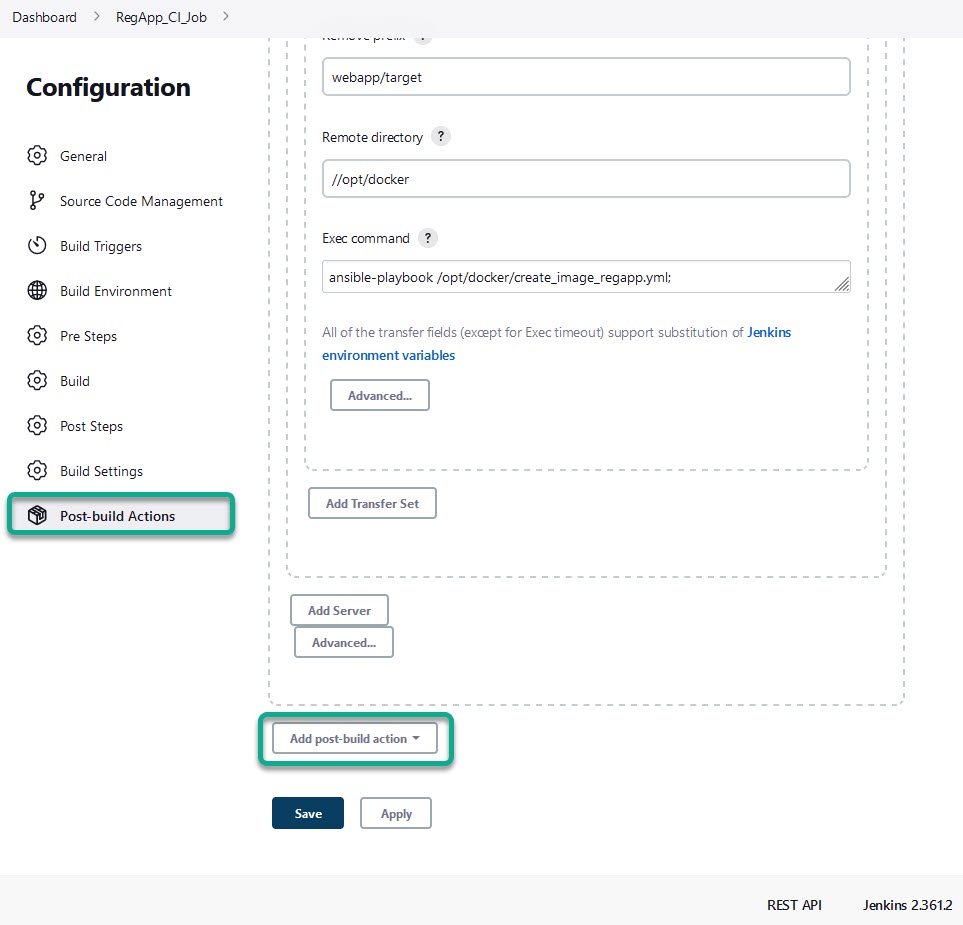 Dashboard > RegApp_CI_Job >
Configuration
General
Source Code Management
Build Triggers
Build Environment
Pre Steps
Build
Post Steps
Build Settings
Post-build Actions
Remove prefix ?
webapp/target
Remote directory ?
//opt/docker
Exec command ?
ansible-playbook /opt/docker/create_image_regapp.yml;
All of the transfer fields (except for Exec timeout) support substitution of Jenkins
environment variables
Advanced...
Add Transfer Set
Add Server
Advanced...
Add post-build action
Save Apply
REST API Jenkins 2.361.2